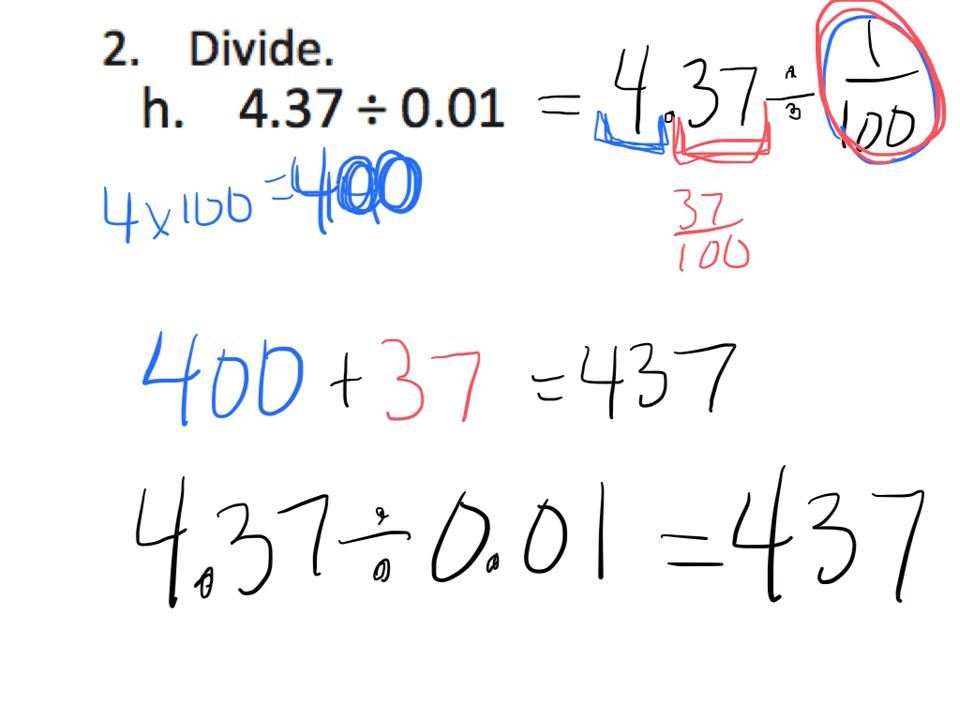 2. Divide.
h. 4.37 ÷ 0.01 = 4.37 ÷ 1/100
4 x 100 = 400
37/100
400 + 37 = 437
4.37 ÷ 0.01 = 437